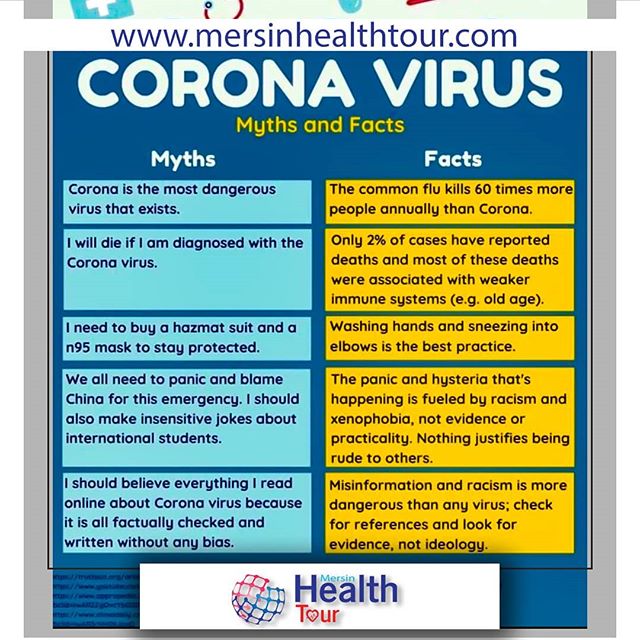 www.mersinhealthtour.com
CORONA VIRUS
Myths and Facts
Myths
Facts
Corona is the most dangerous
virus that exists.
The common flu kills 60 times more
people annually than Corona.
I will die if I am diagnosed with the
Corona virus.
Only 2% of cases have reported
deaths and most of these deaths
were associated with weaker
immune systems (e.g. old age).
I need to buy a hazmat suit and a
n95 mask to stay protected.
Washing hands and sneezing into
elbows is the best practice.
We all need to panic and blame
China for this emergency. I should
also make insensitive jokes about
international students.
The panic and hysteria that's
happening is fueled by racism and
xenophobia, not evidence or
practicality. Nothing justifies being
rude to others.
I should believe everything I read
online about Corona virus because
it is all factually checked and
written without any bias.
Misinformation and racism is more
dangerous than any virus; check
for references and look for
evidence, not ideology.
Mersin
Health
Tour